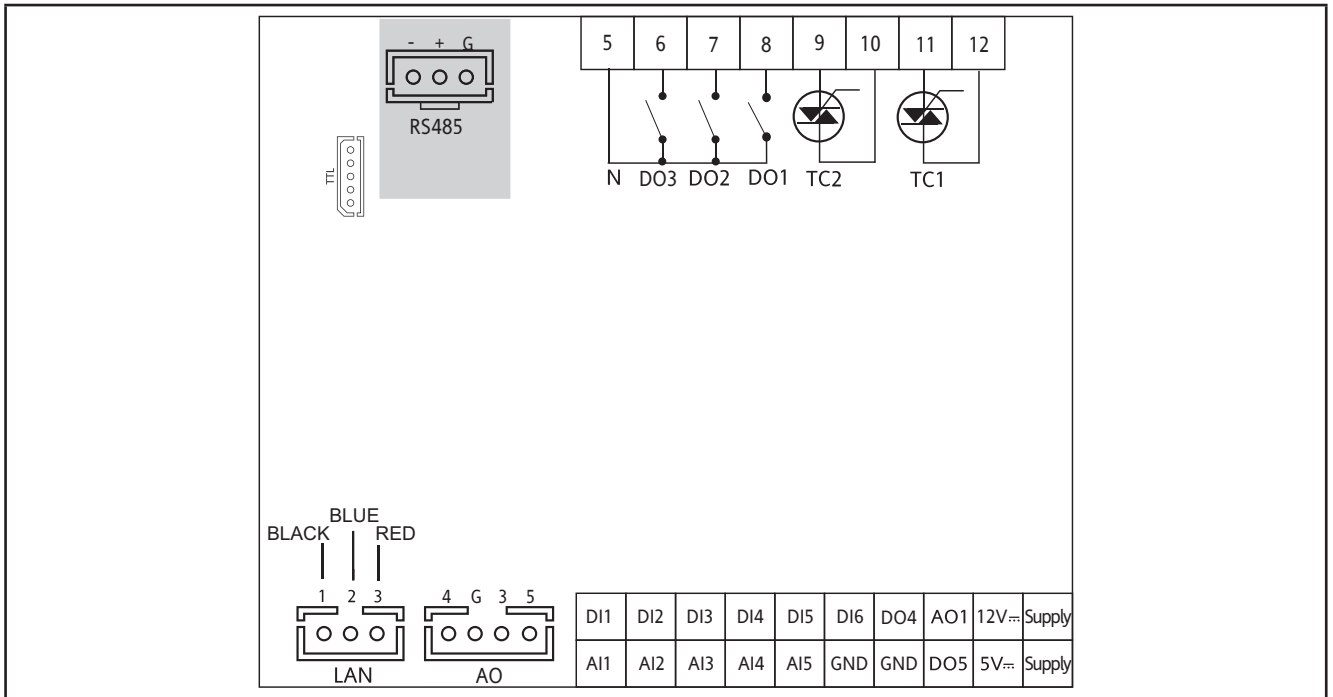 - + G
RS485
TTL
5 6 7 8 9 10 11 12
N DO3 DO2 DO1 TC2 TC1
BLUE
BLACK RED
1 2 3
LAN
4 G 3 5
AO
DI1 DI2 DI3 DI4 DI5 DI6 DO4 AO1 12V⎓ Supply
AI1 AI2 AI3 AI4 AI5 GND GND DO5 5V⎓ Supply